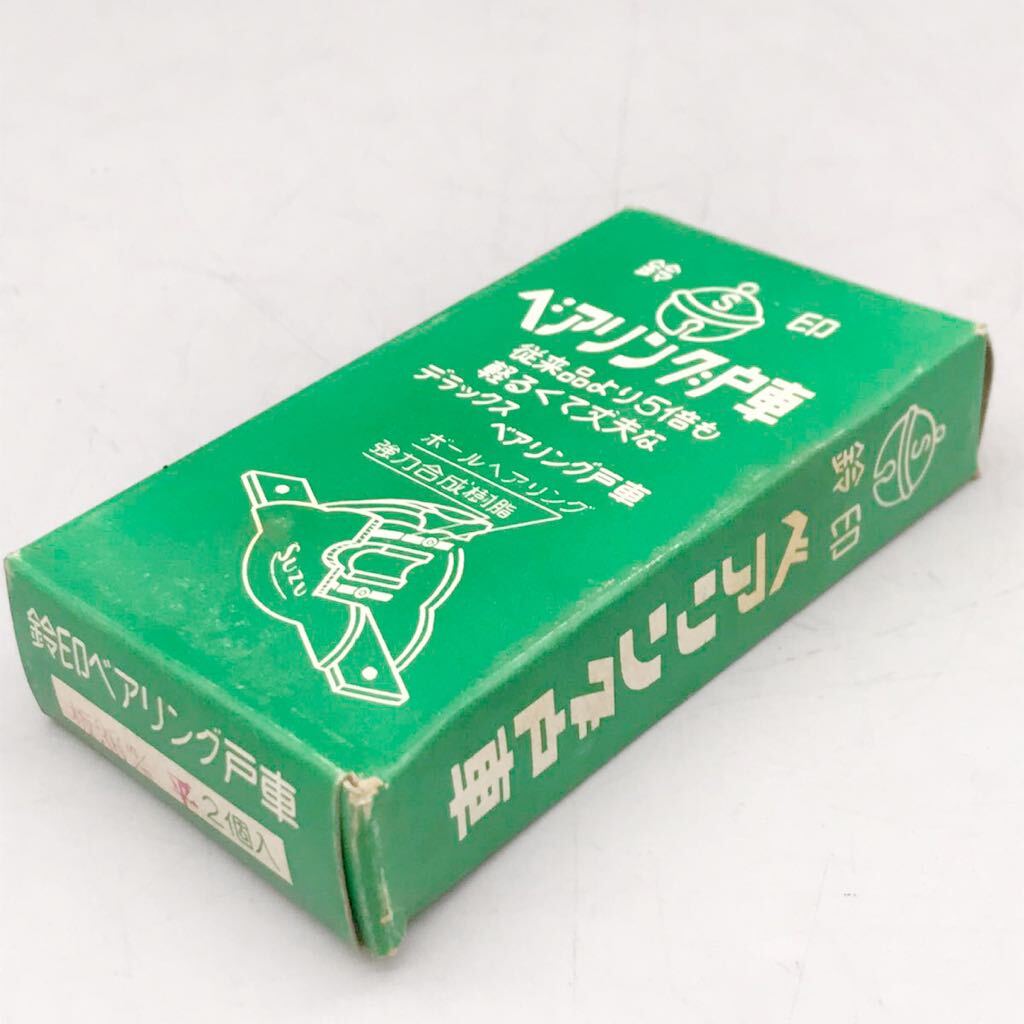 鈴 S 印
ベアリング戸車
従来品より5倍も
軽るくて丈夫な
デラックス ベアリング戸車
ボールベアリング
強力合成樹脂
SUZU
鈴印ベアリング戸車
2個入
S
鈴印
ベアリング戸車